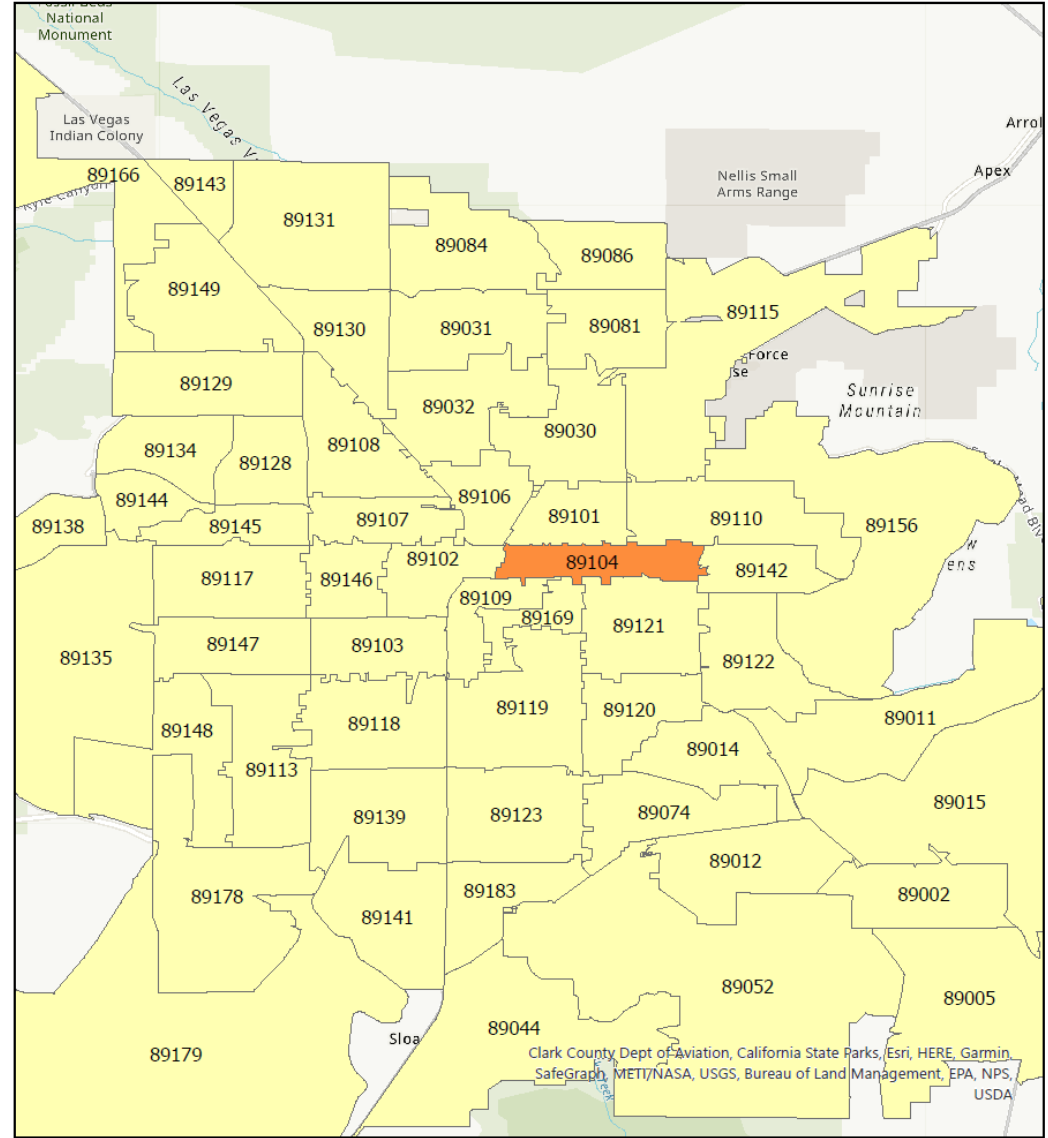 National
Monument
Las Vegas
Las Vegas
Indian Colony
Arrol
Apex
Nellis Small
Arms Range
Kyle Canyon
89166
89143
89131
89084
89086
89149
89130
89031
89081
89115
Force
se
89129
Sunrise
Mountain
89032
89030
89134
89128
89108
89144
89106
89138
89145
89107
89101
89110
89156
89102
89104
89142
ens
89117
89146
89109
89169
89121
89135
89147
89103
89122
89148
89118
89119
89120
89011
89113
89014
89139
89123
89074
89015
89012
89178
89141
89183
89002
89052
89005
89044
Sloa
89179
Clark County Dept of Aviation, California State Parks, Esri, HERE, Garmin,
SafeGraph, METI/NASA, USGS, Bureau of Land Management, EPA, NPS,
USDA